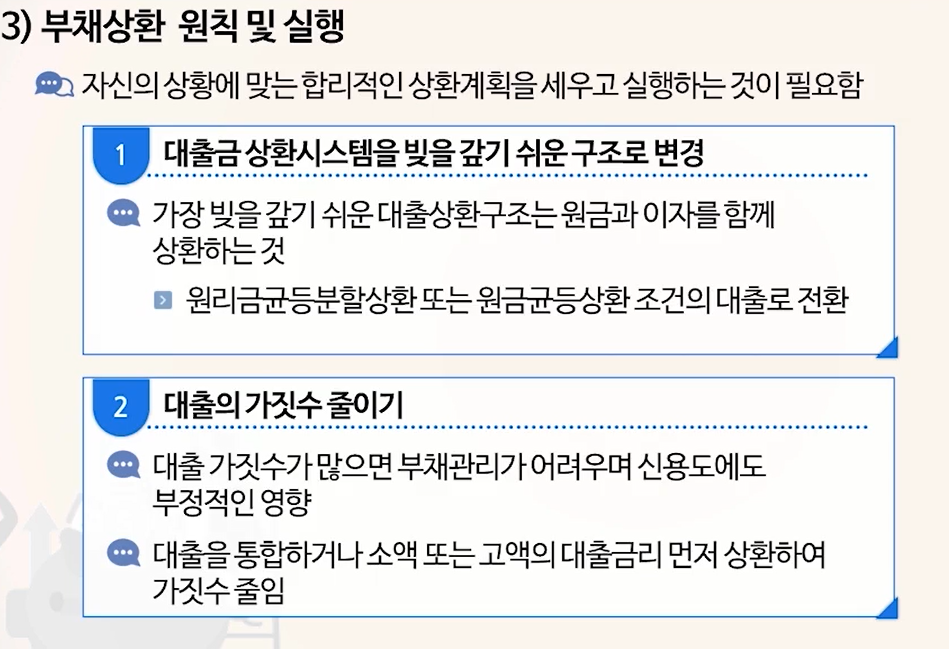 3) 부채상환 원칙 및 실행
자신의 상황에 맞는 합리적인 상환계획을 세우고 실행하는 것이 필요함
1 대출금 상환시스템을 빚을 갚기 쉬운 구조로 변경
가장 빚을 갚기 쉬운 대출상환구조는 원금과 이자를 함께
상환하는 것
원리금균등분할상환 또는 원금균등상환 조건의 대출로 전환
2 대출의 가짓수 줄이기
대출 가짓수가 많으면 부채관리가 어려우며 신용도에도
부정적인 영향
대출을 통합하거나 소액 또는 고액의 대출금리 먼저 상환하여
가짓수 줄임